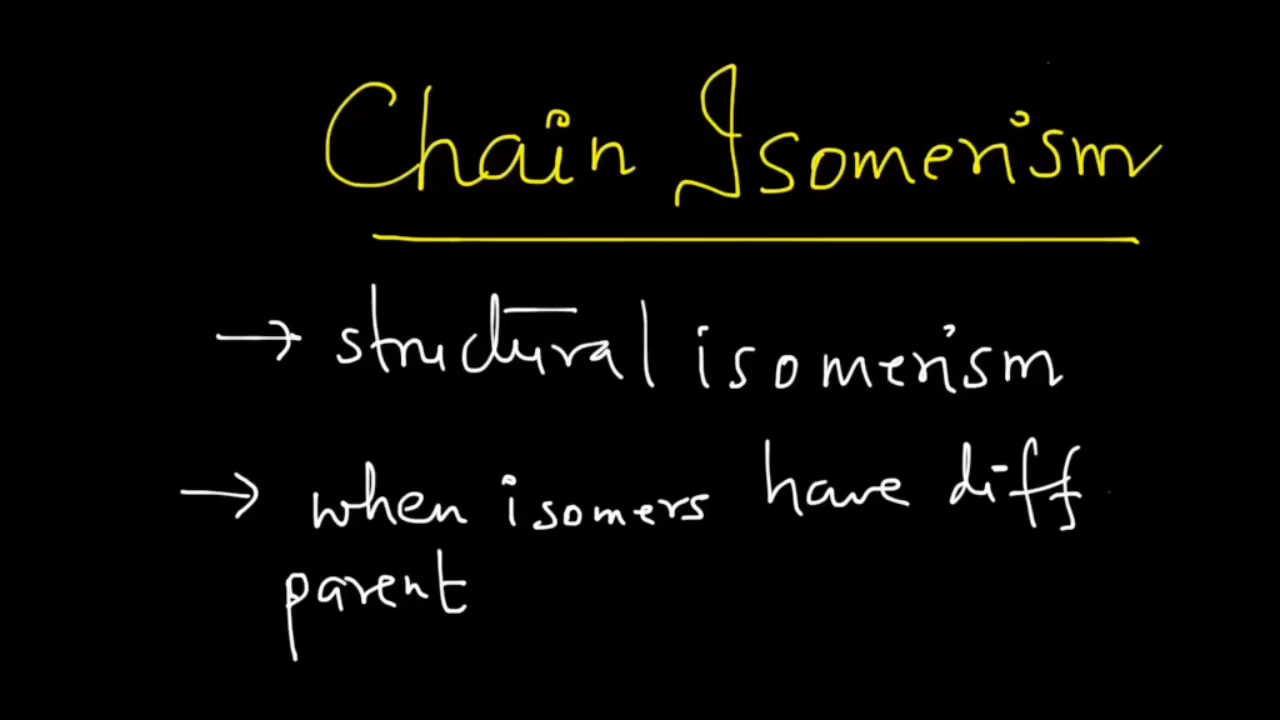 Chain Isomerism
→ structural isomerism
→ when isomers have diff
parent